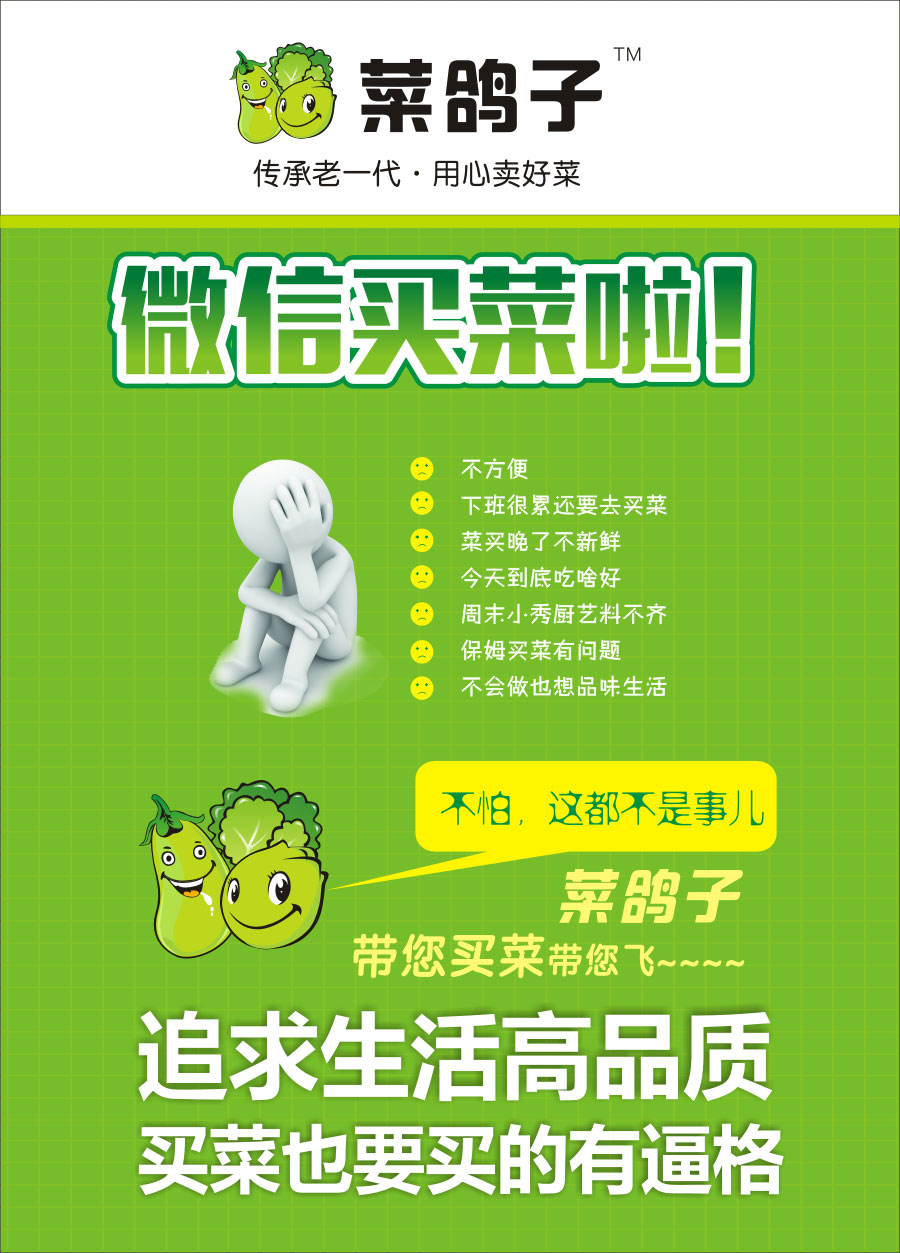 菜鸽子TM
传承老一代·用心卖好菜
微信买菜啦!
不方便
下班很累还要去买菜
菜买晚了不新鲜
今天到底吃啥好
周末小秀厨艺料不齐
保姆买菜有问题
不会做也想品味生活
不怕，这都不是事儿
菜鸽子
带您买菜带您飞~~~~
追求生活高品质
买菜也要买的有逼格